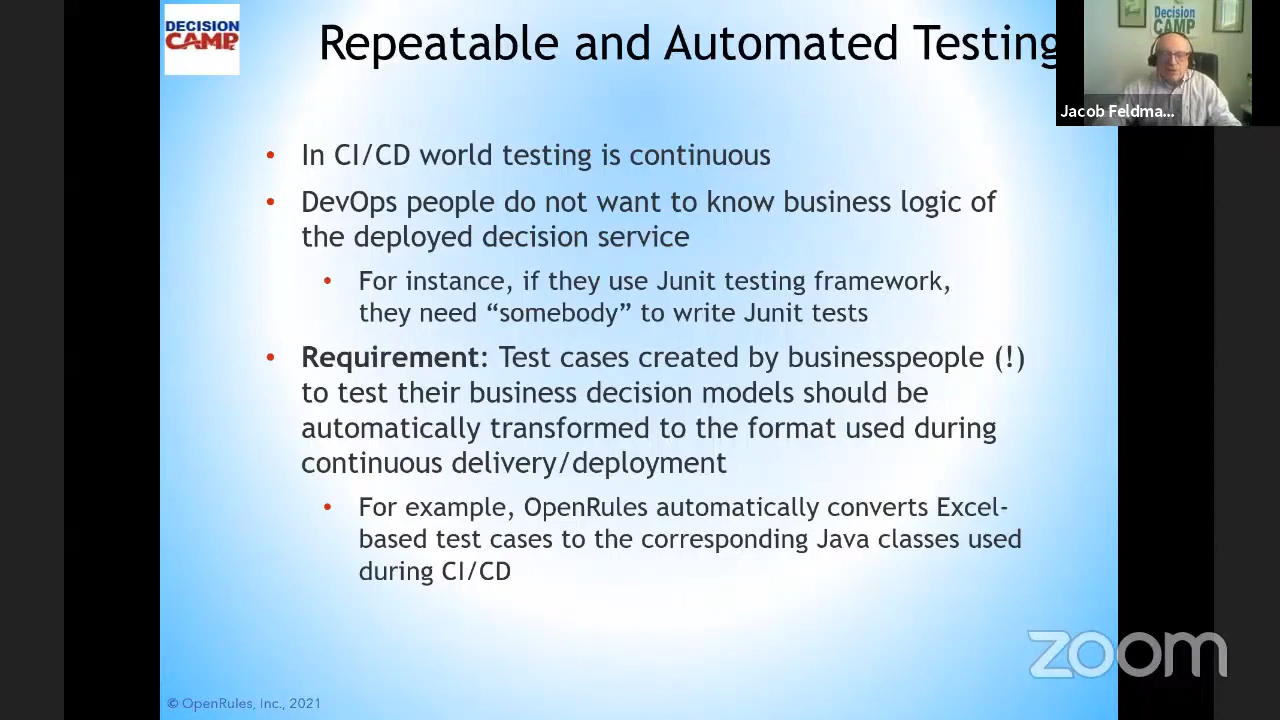 DECISION
CAMP
Repeatable and Automated Testing
Decision
CAMP
Jacob Feldma...
• In CI/CD world testing is continuous
• DevOps people do not want to know business logic of
the deployed decision service
• For instance, if they use Junit testing framework,
they need “somebody” to write Junit tests
• Requirement: Test cases created by businesspeople (!)
to test their business decision models should be
automatically transformed to the format used during
continuous delivery/deployment
• For example, OpenRules automatically converts Excel-
based test cases to the corresponding Java classes used
during CI/CD
zoom
© OpenRules, Inc., 2021